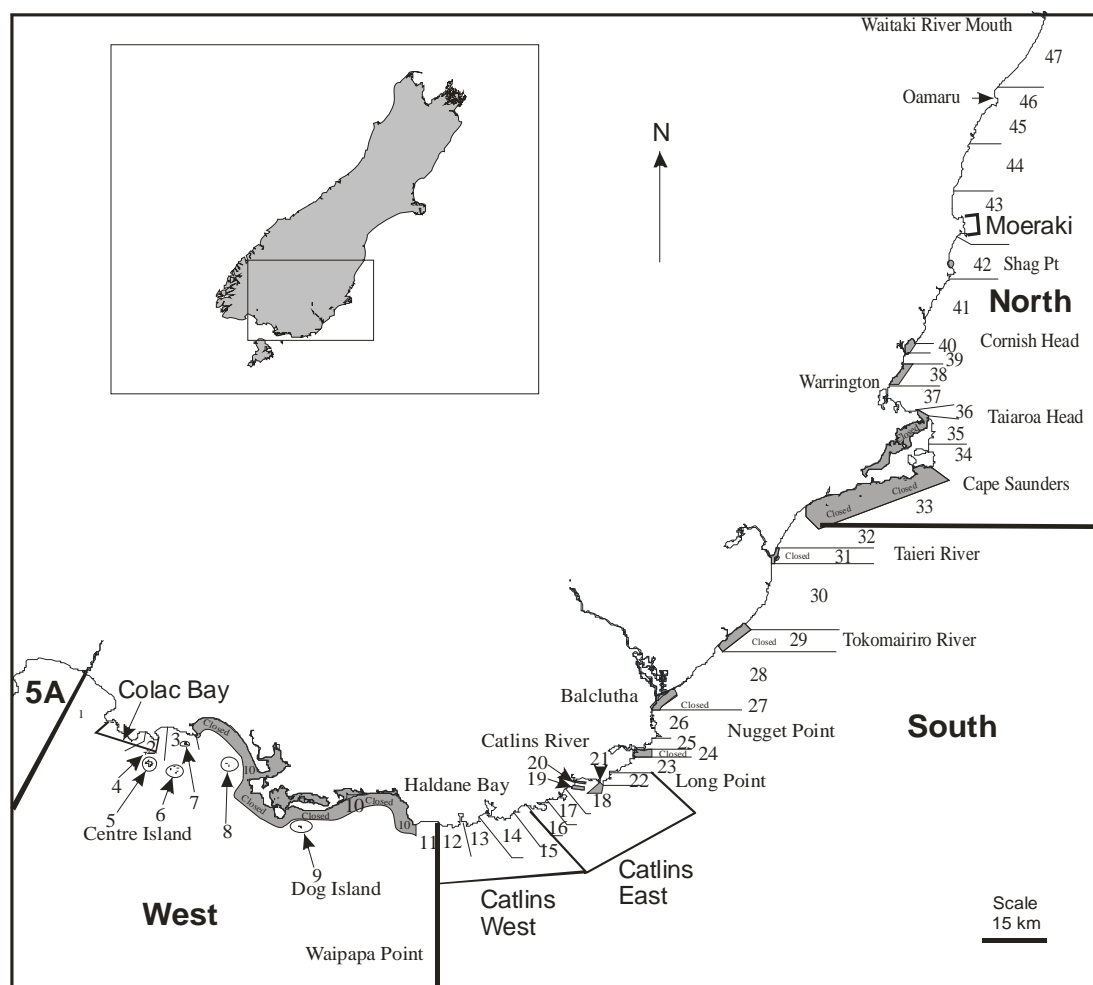 Waitaki River Mouth
47
Oamaru
46
45
N
44
43
Moeraki
42
Shag Pt
North
41
Cornish Head
40
39
38
Warrington
37
36
Taiaroa Head
Closed
35
34
Cape Saunders
Closed
Closed
33
32
Closed
31
Taieri River
30
Closed
29
Tokomairiro River
28
5A
Colac Bay
1
Balclutha
Closed
27
26
Nugget Point
South
25
Closed
24
Catlins River
21
20
23
Long Point
22
19
18
2
3
Closed
4
5
6
7
8
10
Centre Island
Closed
Closed
10
Closed
10
Haldane Bay
17
16
15
14
13
12
11
9
Dog Island
Catlins
East
Catlins
West
West
Waipapa Point
Scale
15 km